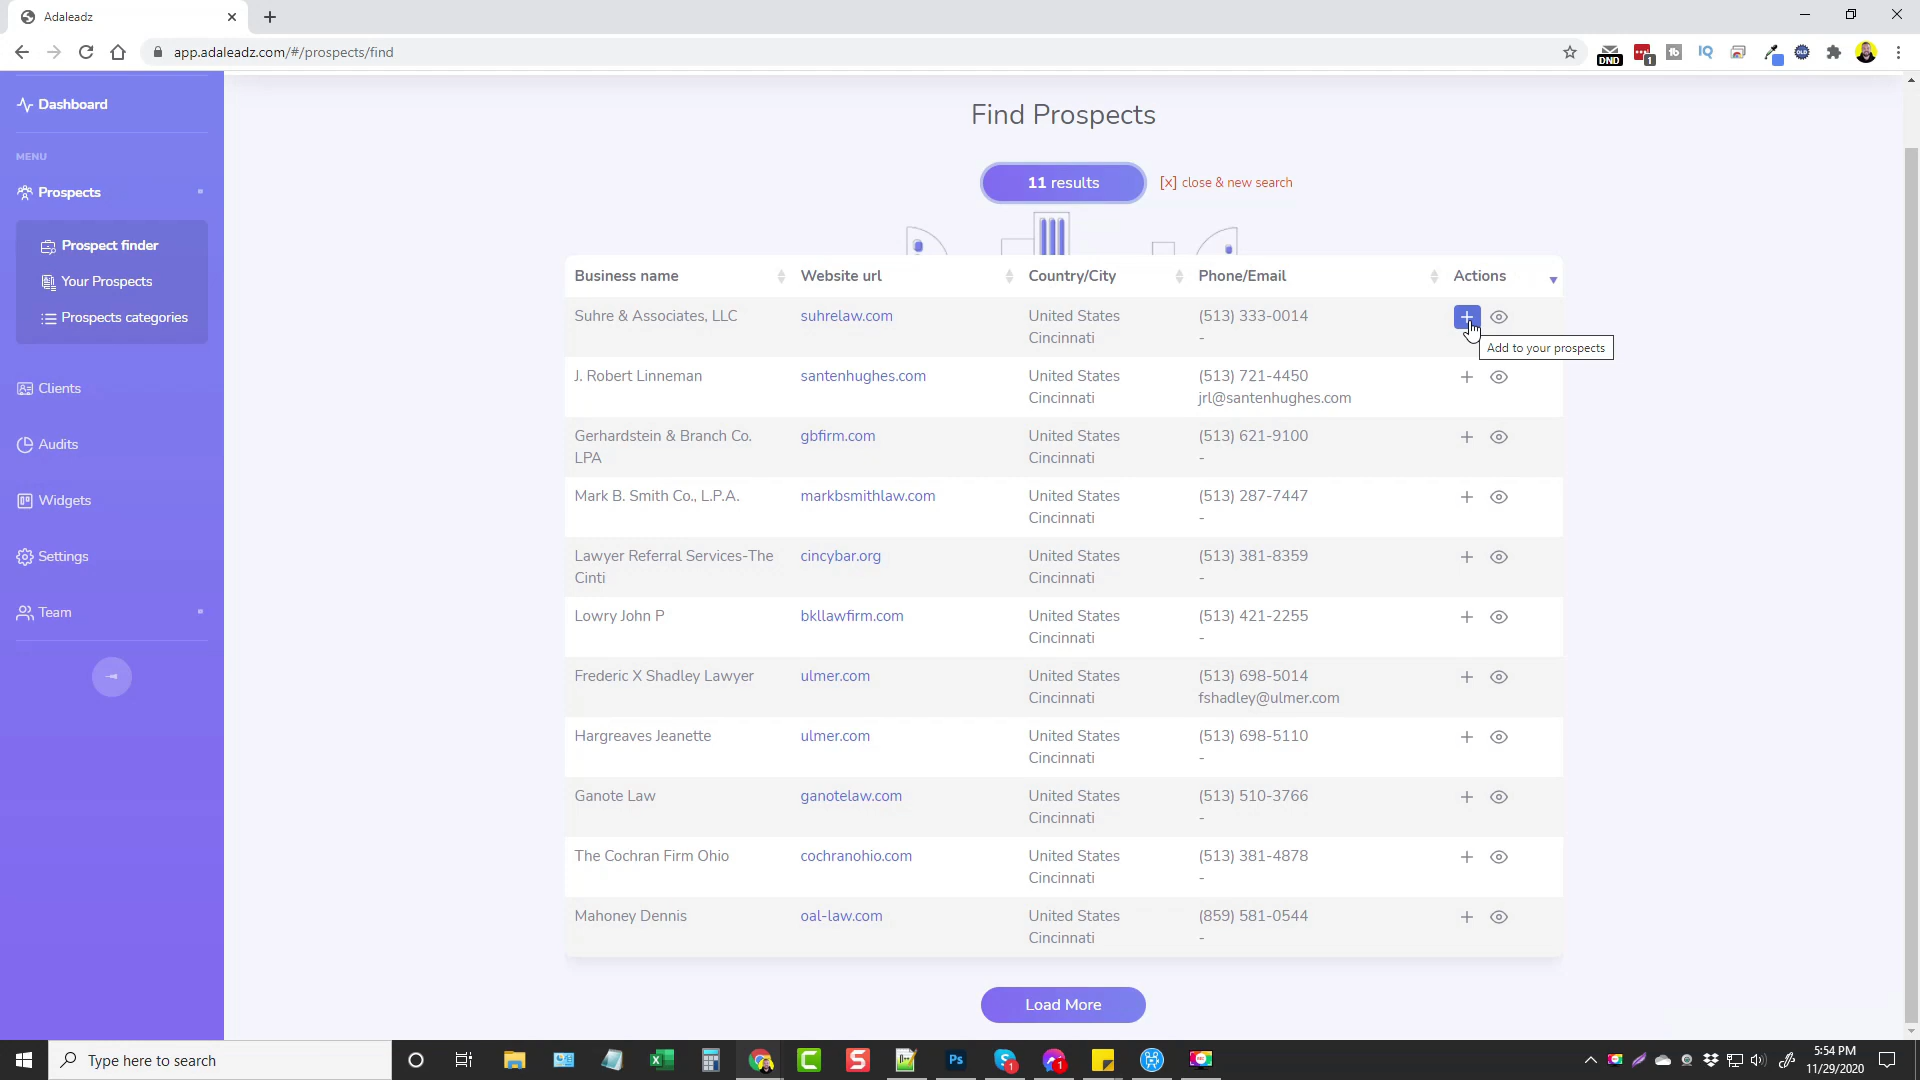 Adaleadz
app.adaleadz.com/#/prospects/find
DND
1
tb
IQ
OLD
Dashboard
MENU
Prospects
Prospect finder
Your Prospects
Prospects categories
Clients
Audits
Widgets
Settings
Team
Find Prospects
11 results
[x] close & new search
Business name Website url Country/City Phone/Email Actions
Suhre & Associates, LLC suhrelaw.com United States (513) 333-0014
Cincinnati -
Add to your prospects
J. Robert Linneman santenhughes.com United States (513) 721-4450
Cincinnati jrl@santenhughes.com
Gerhardstein & Branch Co. gbfirm.com United States (513) 621-9100
LPA Cincinnati -
Mark B. Smith Co., L.P.A. markbsmithlaw.com United States (513) 287-7447
Cincinnati -
Lawyer Referral Services-The cincybar.org United States (513) 381-8359
Cinti Cincinnati -
Lowry John P bkllawfirm.com United States (513) 421-2255
Cincinnati -
Frederic X Shadley Lawyer ulmer.com United States (513) 698-5014
Cincinnati fshadley@ulmer.com
Hargreaves Jeanette ulmer.com United States (513) 698-5110
Cincinnati -
Ganote Law ganotelaw.com United States (513) 510-3766
Cincinnati -
The Cochran Firm Ohio cochranohio.com United States (513) 381-4878
Cincinnati -
Mahoney Dennis oal-law.com United States (859) 581-0544
Cincinnati -
Load More
Type here to search
Ps
1
1
5:54 PM
11/29/2020